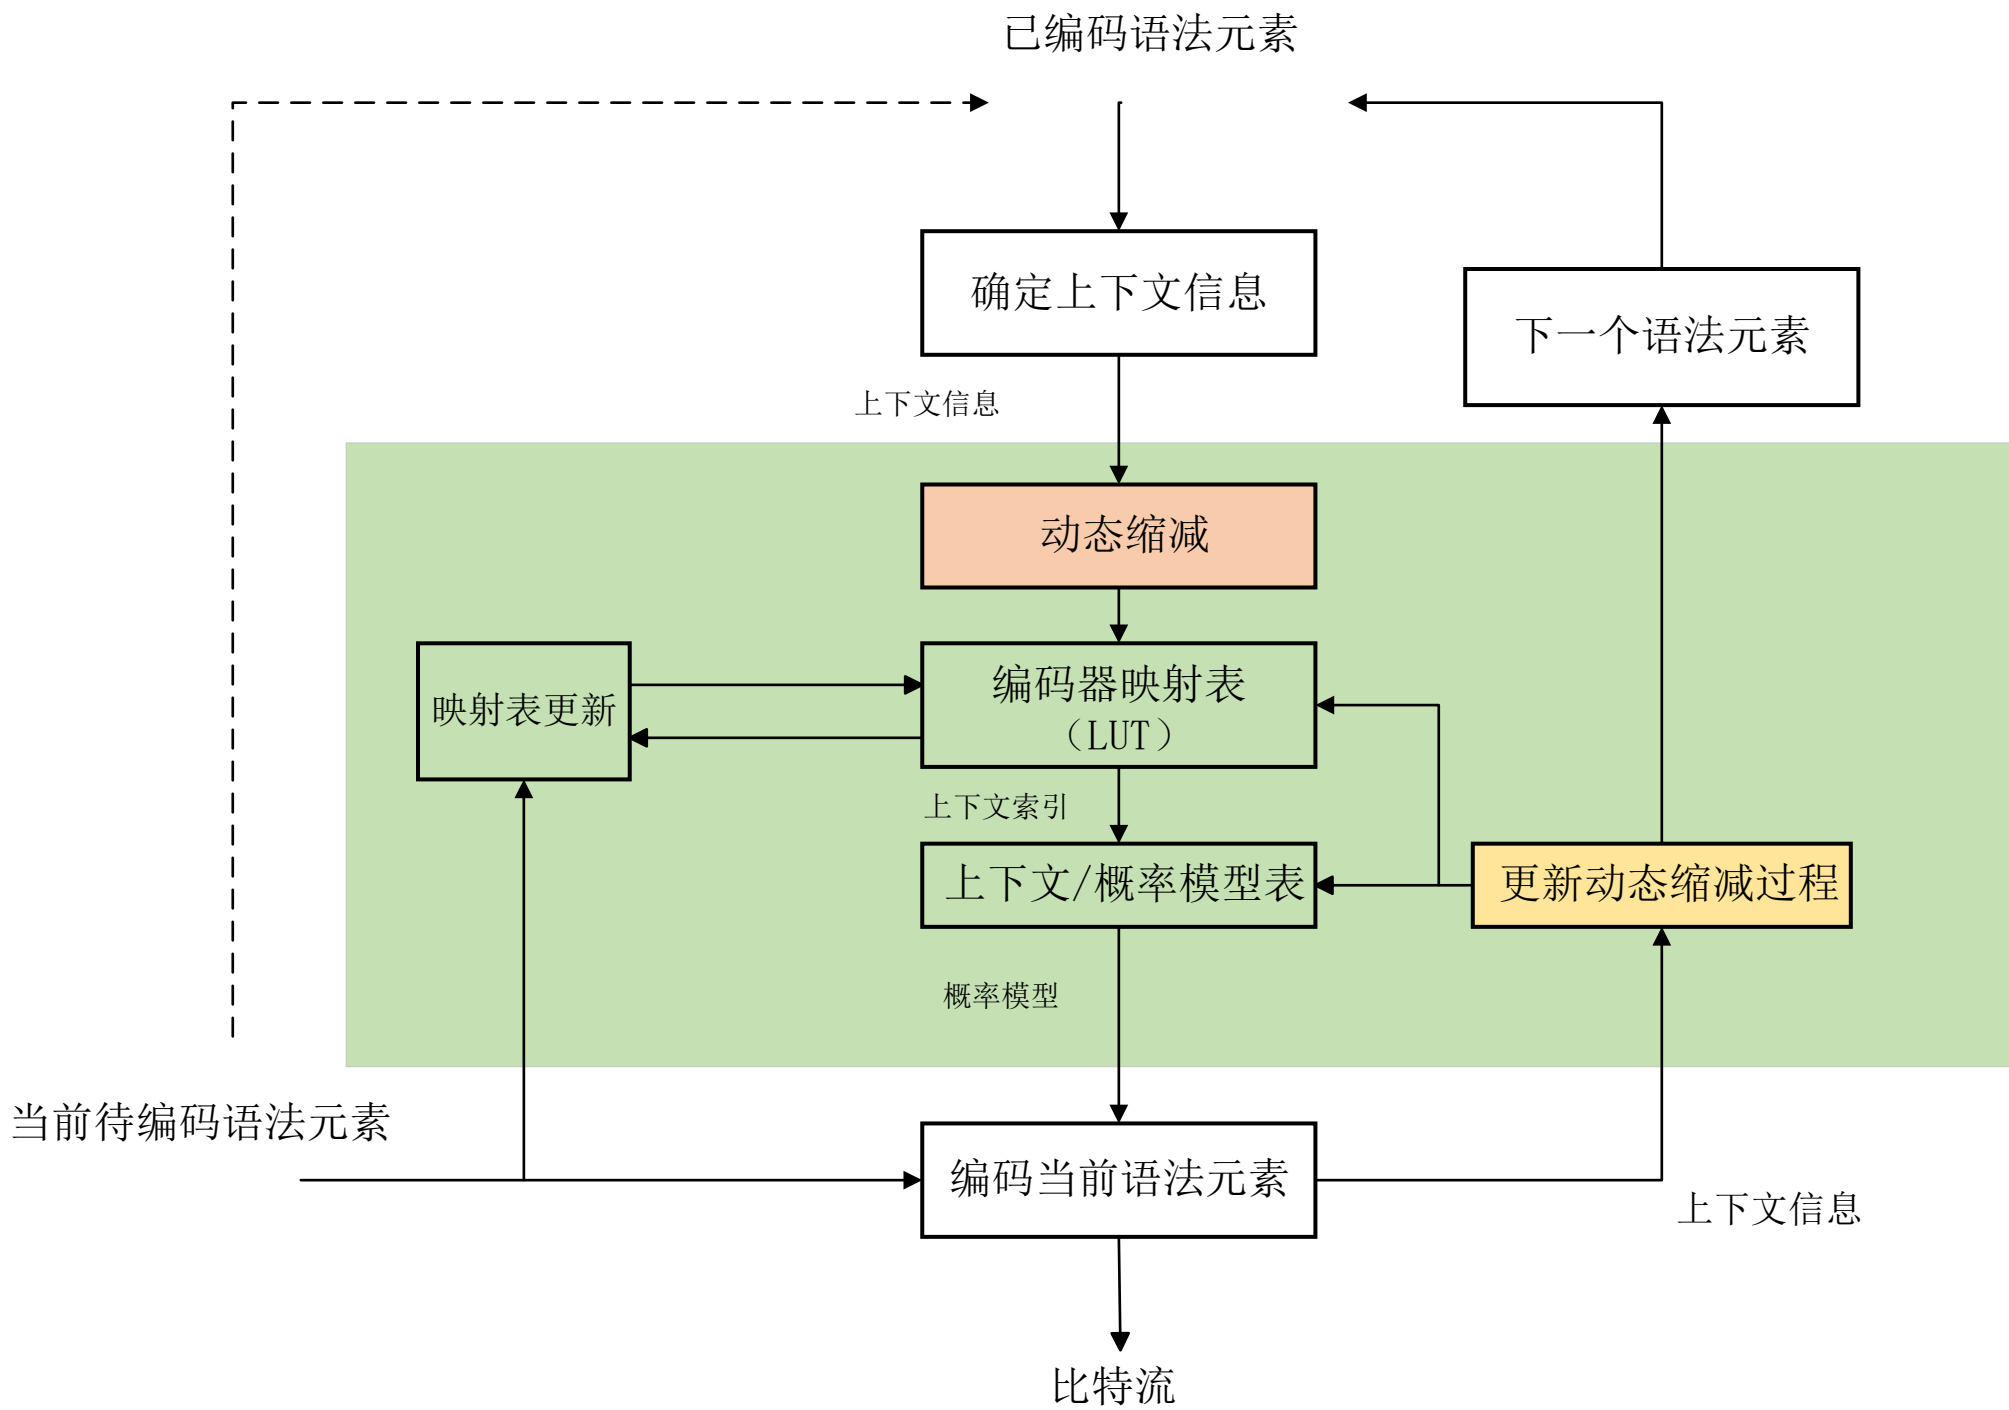 已编码语法元素
确定上下文信息
下一个语法元素
上下文信息
动态缩减
编码器映射表
（LUT）
映射表更新
上下文索引
上下文/概率模型表
更新动态缩减过程
概率模型
当前待编码语法元素
编码当前语法元素
上下文信息
比特流